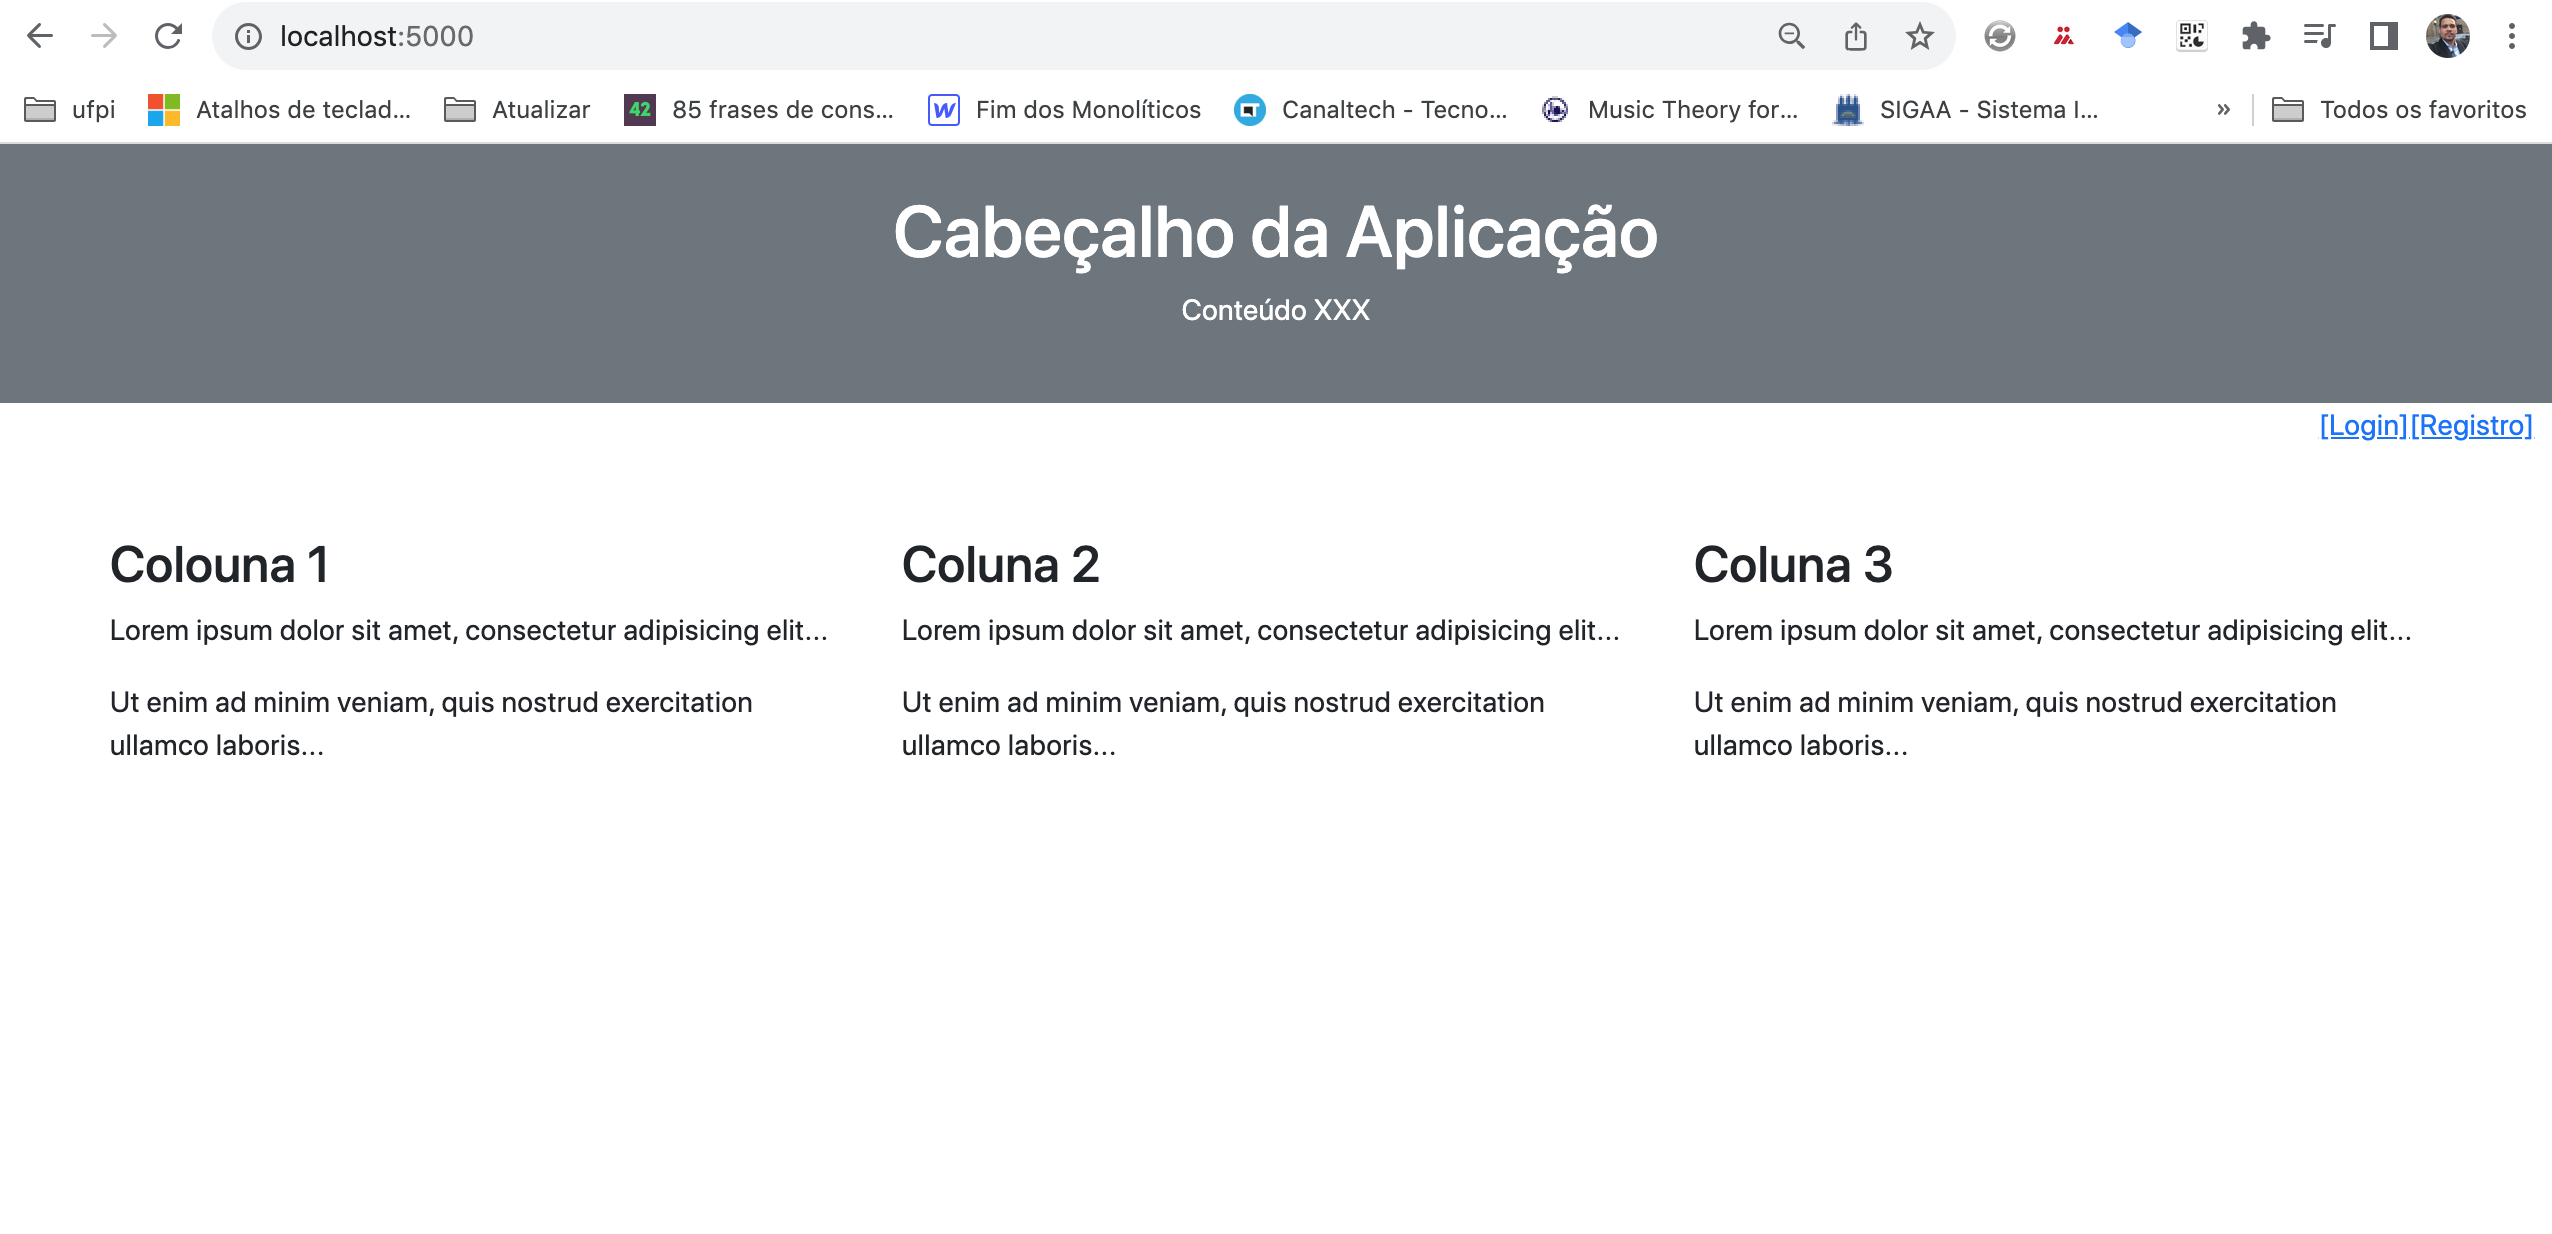 localhost:5000
ufpi Atalhos de teclad... Atualizar 42 85 frases de cons... W Fim dos Monolíticos Canaltech - Tecno... Music Theory for... SIGAA - Sistema I... » Todos os favoritos
Cabeçalho da Aplicação
Conteúdo XXX
[Login][Registro]
Colouna 1
Lorem ipsum dolor sit amet, consectetur adipisicing elit...
Ut enim ad minim veniam, quis nostrud exercitation
ullamco laboris...
Coluna 2
Lorem ipsum dolor sit amet, consectetur adipisicing elit...
Ut enim ad minim veniam, quis nostrud exercitation
ullamco laboris...
Coluna 3
Lorem ipsum dolor sit amet, consectetur adipisicing elit...
Ut enim ad minim veniam, quis nostrud exercitation
ullamco laboris...